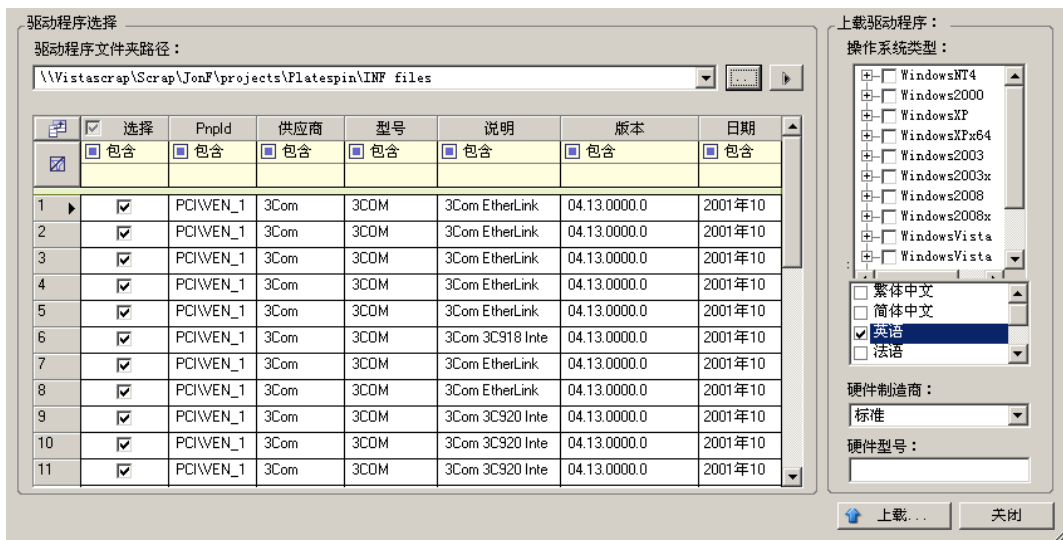 驱动程序选择
驱动程序文件夹路径：
\\Vistascrap\Scrap\JonF\projects\Platespin\INF files
..
选择 PnpId 供应商 型号 说明 版本 日期
包含 包含 包含 包含 包含 包含
1 PCI\VEN_1 3Com 3COM 3Com EtherLink 04.13.0000.0 2001年10
2 PCI\VEN_1 3Com 3COM 3Com EtherLink 04.13.0000.0 2001年10
3 PCI\VEN_1 3Com 3COM 3Com EtherLink 04.13.0000.0 2001年10
4 PCI\VEN_1 3Com 3COM 3Com EtherLink 04.13.0000.0 2001年10
5 PCI\VEN_1 3Com 3COM 3Com EtherLink 04.13.0000.0 2001年10
6 PCI\VEN_1 3Com 3COM 3Com 3C918 Inte 04.13.0000.0 2001年10
7 PCI\VEN_1 3Com 3COM 3Com EtherLink 04.13.0000.0 2001年10
8 PCI\VEN_1 3Com 3COM 3Com EtherLink 04.13.0000.0 2001年10
9 PCI\VEN_1 3Com 3COM 3Com 3C920 Inte 04.13.0000.0 2001年10
10 PCI\VEN_1 3Com 3COM 3Com 3C920 Inte 04.13.0000.0 2001年10
11 PCI\VEN_1 3Com 3COM 3Com 3C920 Inte 04.13.0000.0 2001年10
上载驱动程序：
操作系统类型：
WindowsNT4
Windows2000
WindowsXP
WindowsXPx64
Windows2003
Windows2003x
Windows2008
Windows2008x
WindowsVista
WindowsVista
繁体中文
简体中文
英语
法语
硬件制造商：
标准
硬件型号：
上载...
关闭